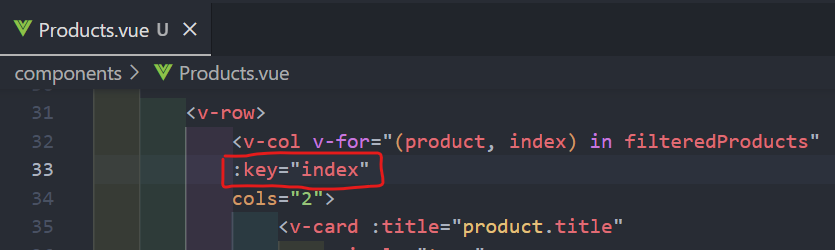 Products.vue U ×
components > Products.vue
31 <v-row>
32 <v-col v-for="(product, index) in filteredProducts"
33 :key="index"
34 cols="2">
35 <v-card :title="product.title"